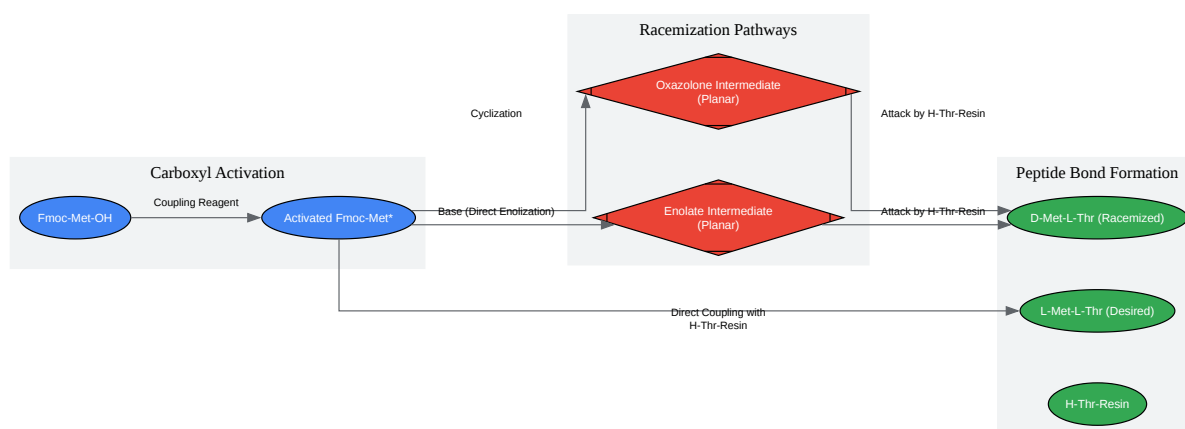 Racemization Pathways
Oxazolone Intermediate
(Planar)
Cyclization
Attack by H-Thr-Resin
Carboxyl Activation
Peptide Bond Formation
Coupling Reagent
Fmoc-Met-OH
Activated Fmoc-Met*
Base (Direct Enolization)
Enolate Intermediate
(Planar)
Attack by H-Thr-Resin
D-Met-L-Thr (Racemized)
Direct Coupling with
H-Thr-Resin
L-Met-L-Thr (Desired)
H-Thr-Resin